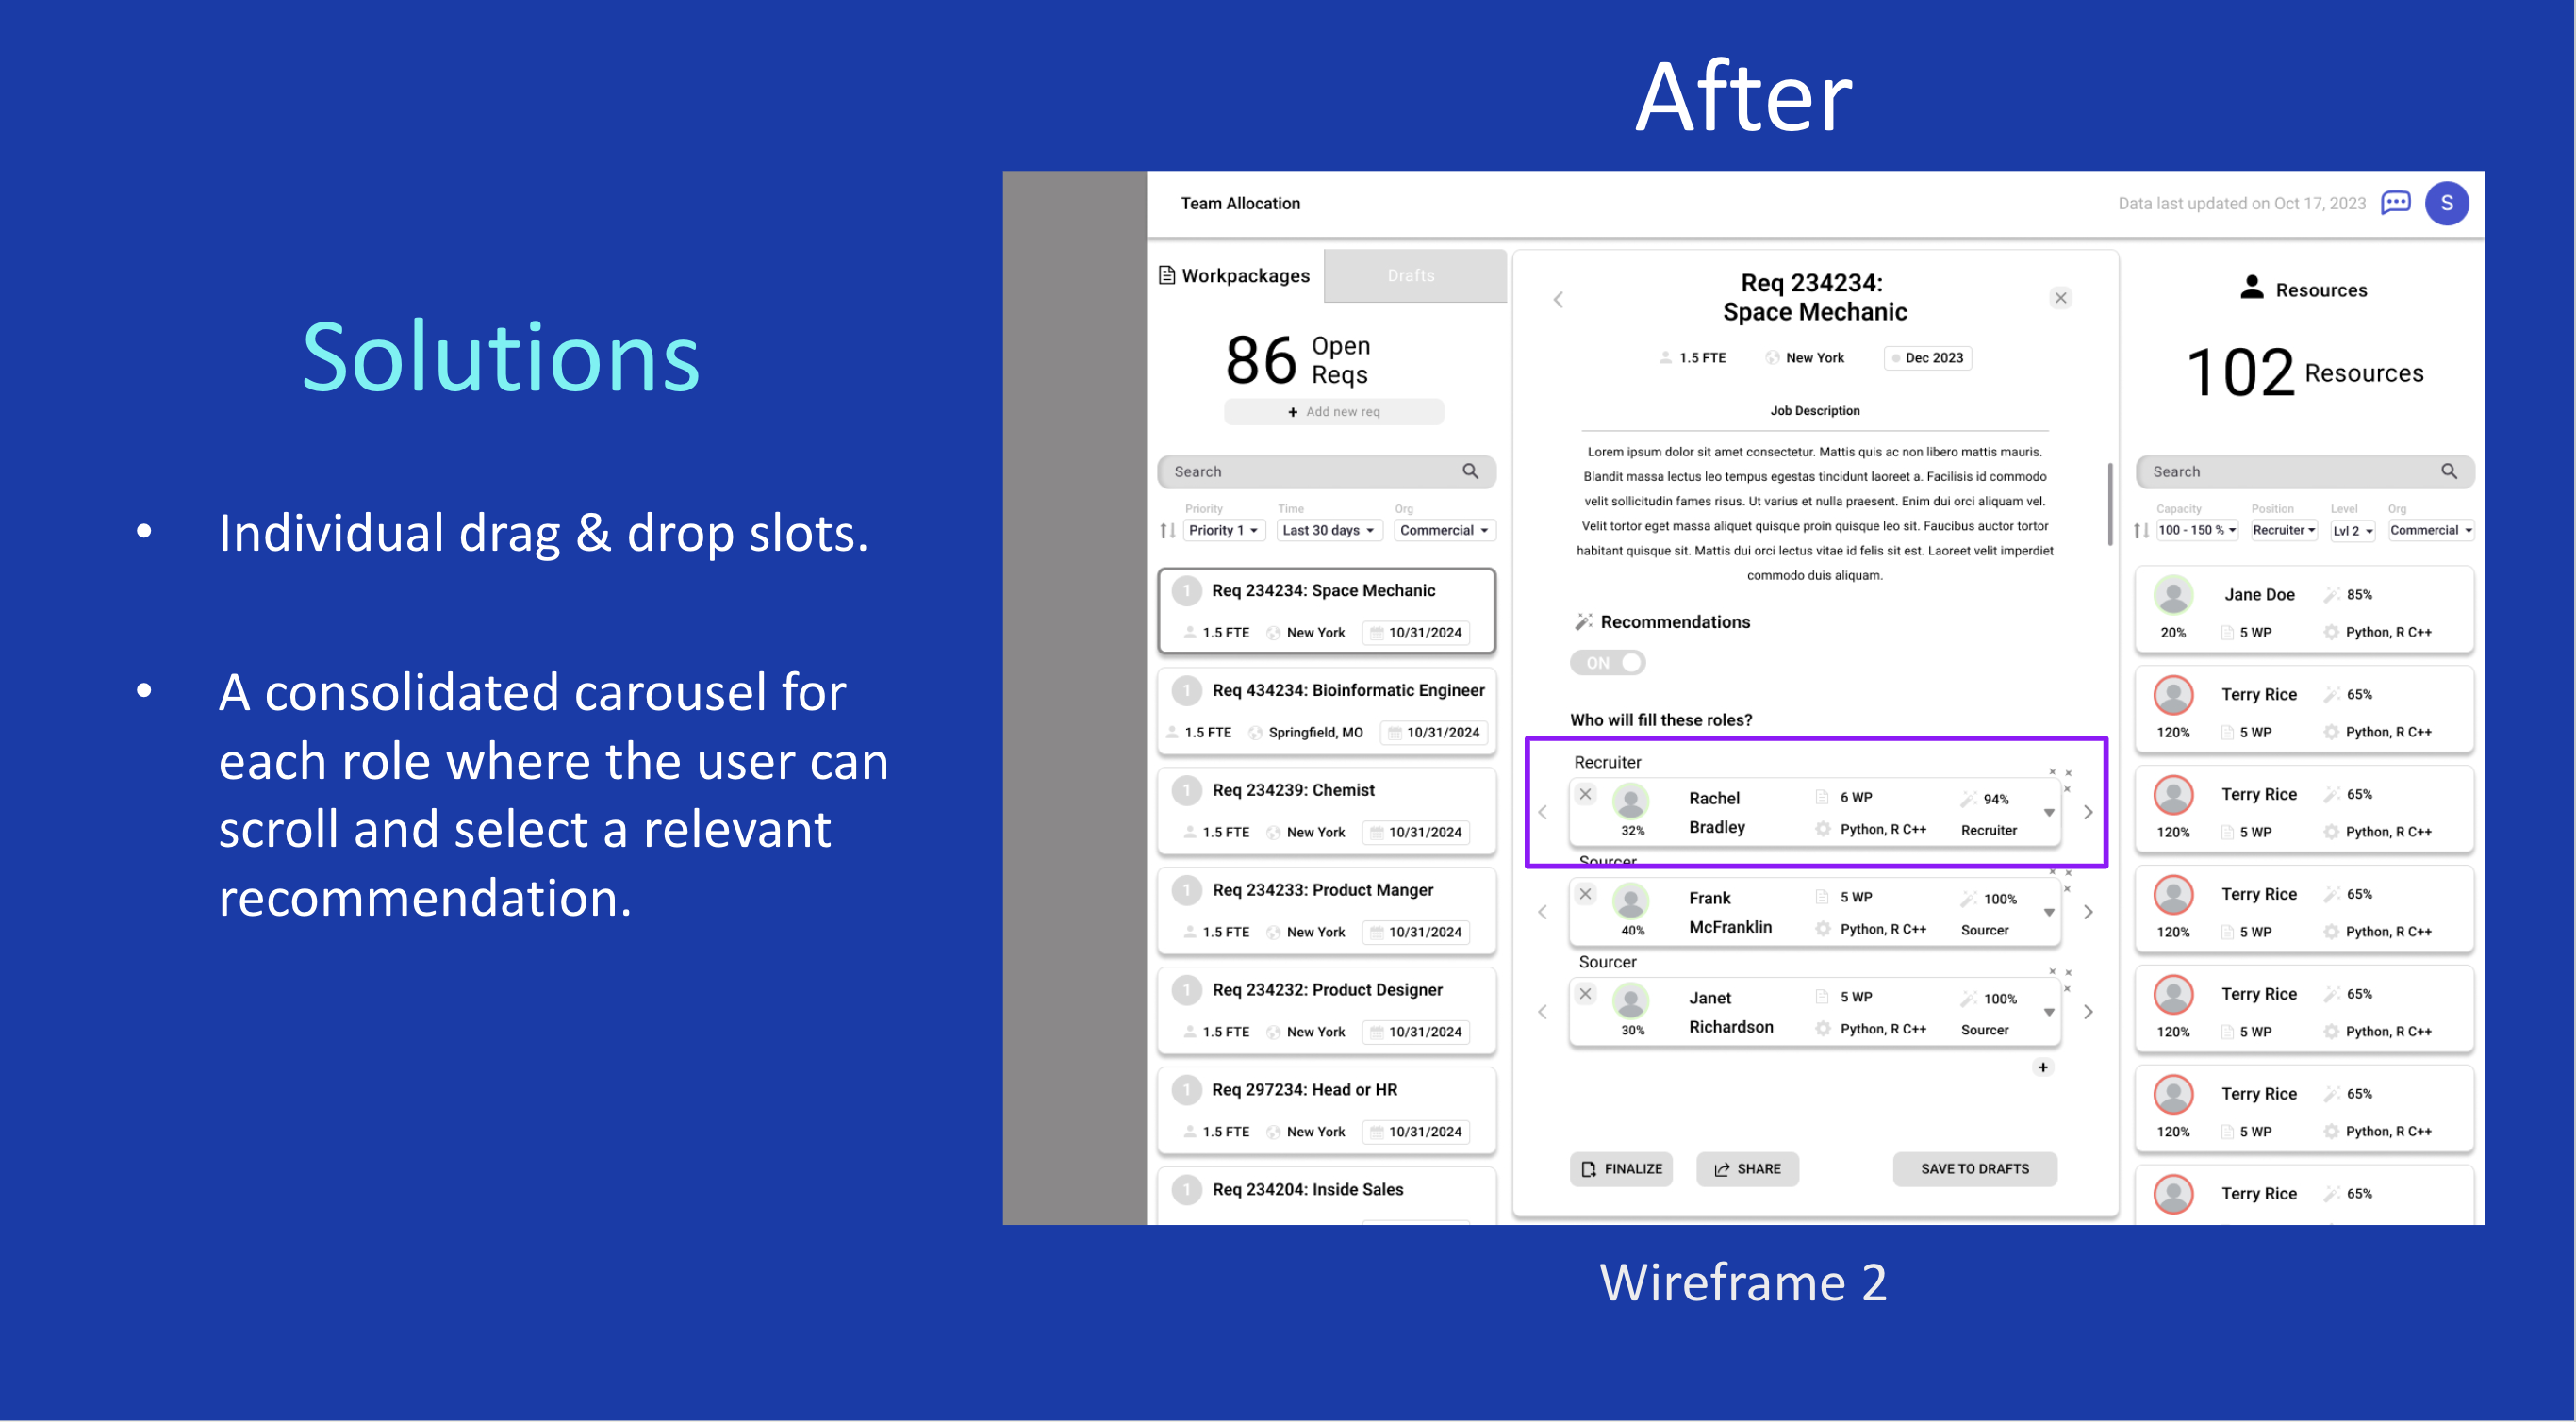 After
Solutions
• Individual drag & drop slots.
• A consolidated carousel for
each role where the user can
scroll and select a relevant
recommendation.
Team Allocation
Data last updated on Oct 17, 2023
S
Workpackages
Drafts
86 Open
Reqs
+ Add new req
Search
Priority Time Org
Priority 1 Last 30 days Commercial
1 Req 234234: Space Mechanic
1.5 FTE New York 10/31/2024
1 Req 434234: Bioinformatic Engineer
1.5 FTE Springfield, MO 10/31/2024
1 Req 234239: Chemist
1.5 FTE New York 10/31/2024
1 Req 234233: Product Manger
1.5 FTE New York 10/31/2024
1 Req 234232: Product Designer
1.5 FTE New York 10/31/2024
1 Req 297234: Head or HR
1.5 FTE New York 10/31/2024
1 Req 234204: Inside Sales
Req 234234:
Space Mechanic
1.5 FTE New York Dec 2023
Job Description
Lorem ipsum dolor sit amet consectetur. Mattis quis ac non libero mattis mauris.
Blandit massa lectus leo tempus egestas tincidunt laoreet a. Facilisis id commodo
velit sollicitudin fames risus. Ut varius et nulla praesent. Enim dui orci aliquam vel.
Velit tortor eget massa aliquet quisque proin quisque leo sit. Faucibus auctor tortor
habitant quisque sit. Mattis dui orci lectus vitae id felis sit est. Laoreet velit imperdiet
commodo duis aliquam.
Recommendations
ON
Who will fill these roles?
Recruiter
Rachel 6 WP 94%
32% Bradley Python, R C++ Recruiter
Sourcer
Frank 5 WP 100%
40% McFranklin Python, R C++ Sourcer
Sourcer
Janet 5 WP 100%
30% Richardson Python, R C++ Sourcer
+
FINALIZE SHARE SAVE TO DRAFTS
Resources
102 Resources
Search
Capacity Position Level Org
100 - 150 % Recruiter Lvl 2 Commercial
Jane Doe 85%
20% 5 WP Python, R C++
Terry Rice 65%
120% 5 WP Python, R C++
Terry Rice 65%
120% 5 WP Python, R C++
Terry Rice 65%
120% 5 WP Python, R C++
Terry Rice 65%
120% 5 WP Python, R C++
Terry Rice 65%
120% 5 WP Python, R C++
Terry Rice 65%
Wireframe 2